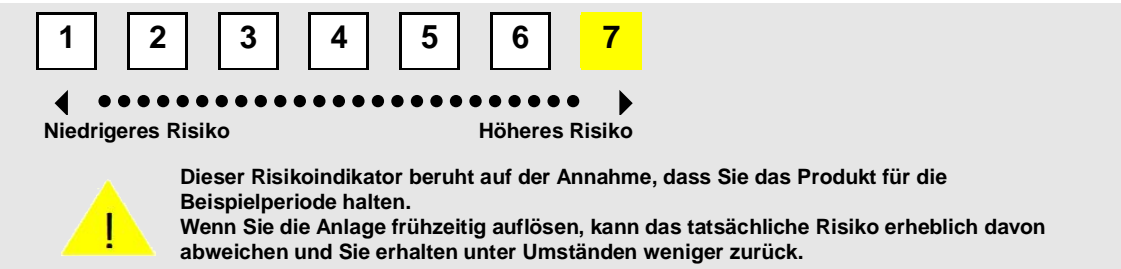 1 2 3 4 5 6 7
Niedrigeres Risiko Höheres Risiko
Dieser Risikoindikator beruht auf der Annahme, dass Sie das Produkt für die
Beispielperiode halten.
Wenn Sie die Anlage frühzeitig auflösen, kann das tatsächliche Risiko erheblich davon
abweichen und Sie erhalten unter Umständen weniger zurück.
!